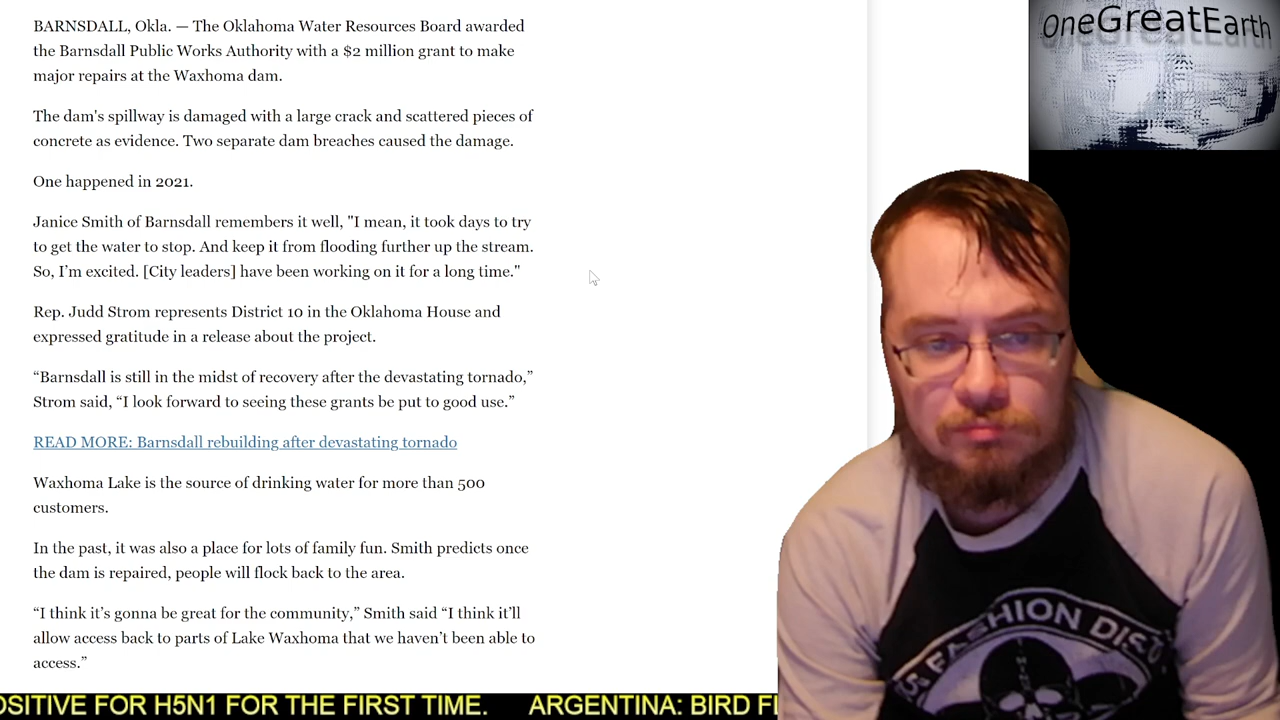 BARNSDALL, Okla. — The Oklahoma Water Resources Board awarded
the Barnsdall Public Works Authority with a $2 million grant to make
major repairs at the Waxhoma dam.
The dam's spillway is damaged with a large crack and scattered pieces of
concrete as evidence. Two separate dam breaches caused the damage.
One happened in 2021.
Janice Smith of Barnsdall remembers it well, "I mean, it took days to try
to get the water to stop. And keep it from flooding further up the stream.
So, I’m excited. [City leaders] have been working on it for a long time."
Rep. Judd Strom represents District 10 in the Oklahoma House and
expressed gratitude in a release about the project.
“Barnsdall is still in the midst of recovery after the devastating tornado,”
Strom said, “I look forward to seeing these grants be put to good use.”
READ MORE: Barnsdall rebuilding after devastating tornado
Waxhoma Lake is the source of drinking water for more than 500
customers.
In the past, it was also a place for lots of family fun. Smith predicts once
the dam is repaired, people will flock back to the area.
“I think it’s gonna be great for the community,” Smith said “I think it’ll
allow access back to parts of Lake Waxhoma that we haven’t been able to
access.”
OneGreatEarth
FASHION
OSITIVE FOR H5N1 FOR THE FIRST TIME. ARGENTINA: BIRD